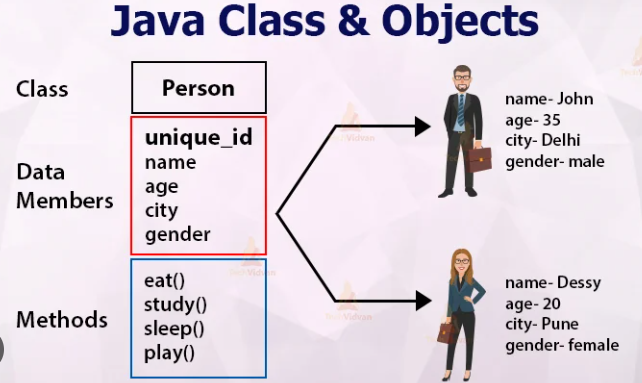 Java Class & Objects
Class
Person
Data
Members
unique_id
name
age
city
gender
Methods
eat()
study()
sleep()
play()
name- John
age- 35
city- Delhi
gender- male
name- Dessy
age- 20
city- Pune
gender- female